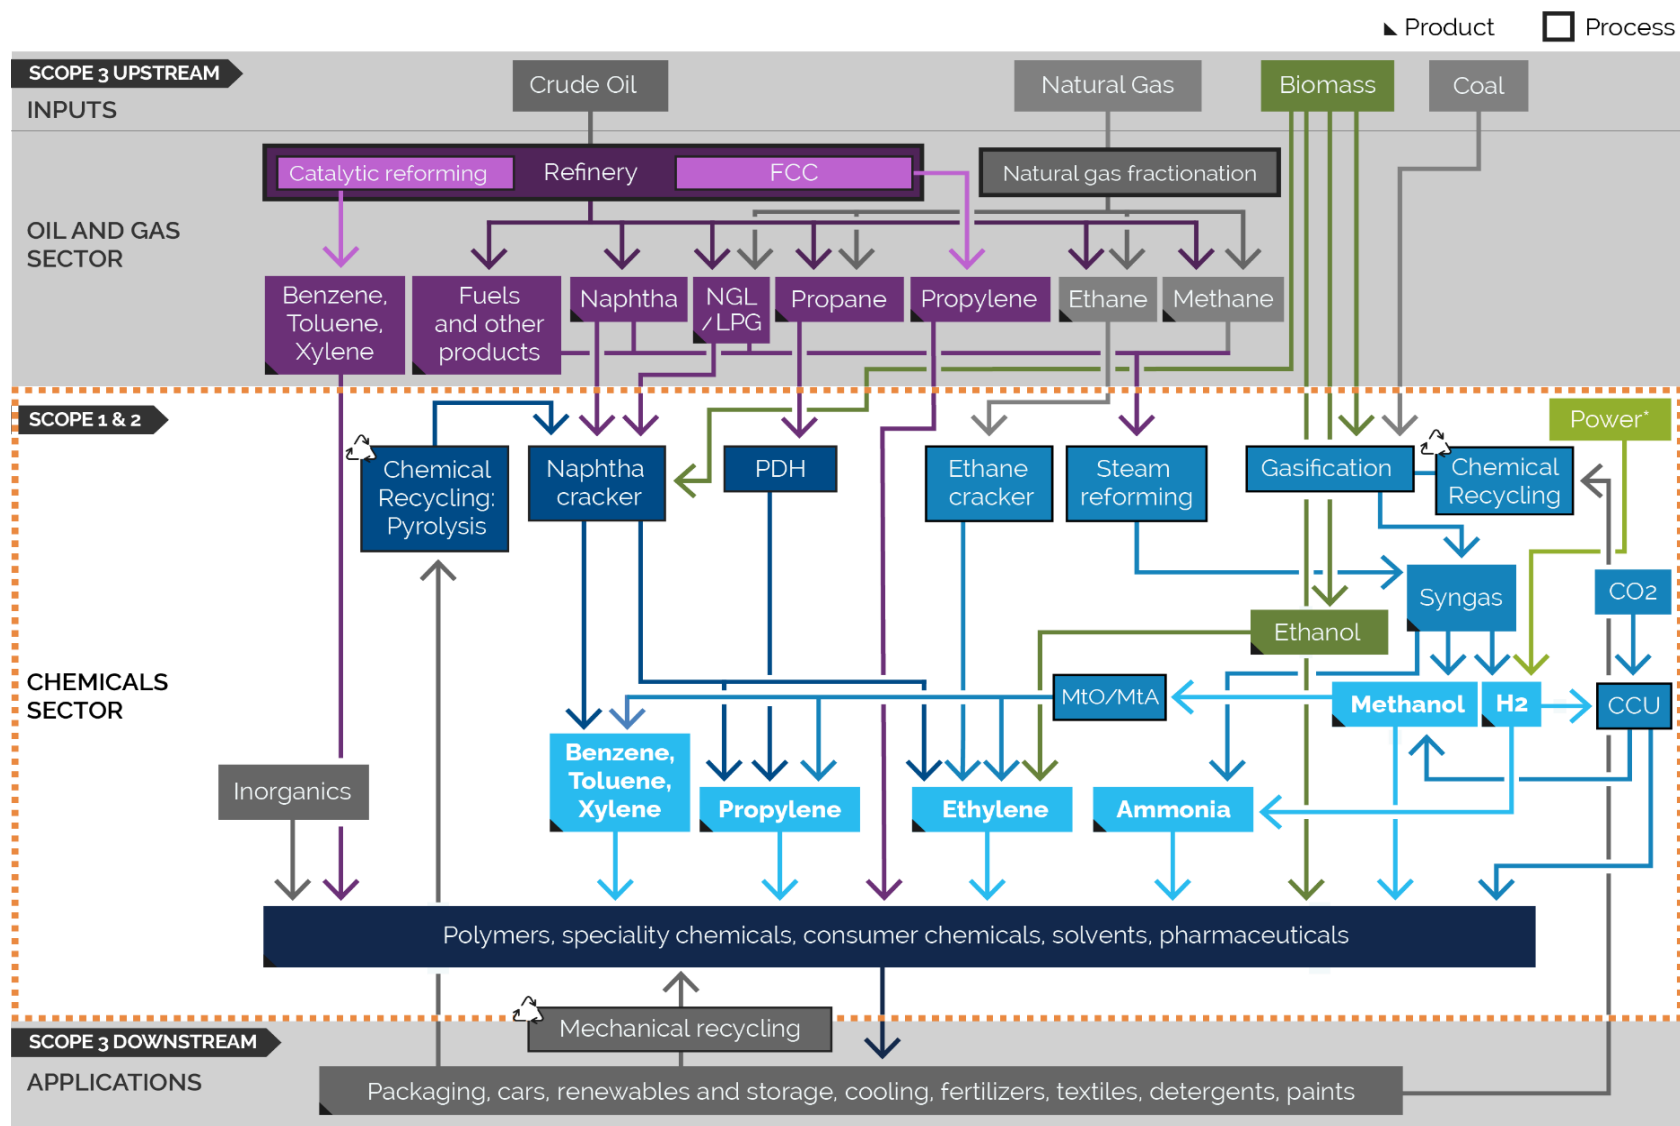 Product
Process
SCOPE 3 UPSTREAM
INPUTS
Crude Oil
Natural Gas
Biomass
Coal
Catalytic reforming
Refinery
FCC
Natural gas fractionation
OIL AND GAS
SECTOR
Benzene,
Toluene,
Xylene
Fuels
and other
products
Naphtha
NGL
/LPG
Propane
Propylene
Ethane
Methane
SCOPE 1 & 2
Power*
Chemical
Recycling:
Pyrolysis
Naphtha
cracker
PDH
Ethane
cracker
Steam
reforming
Gasification
Chemical
Recycling
Syngas
CO2
Ethanol
CHEMICALS
SECTOR
MtO/MtA
Methanol
H2
CCU
Inorganics
Benzene,
Toluene,
Xylene
Propylene
Ethylene
Ammonia
Polymers, speciality chemicals, consumer chemicals, solvents, pharmaceuticals
Mechanical recycling
SCOPE 3 DOWNSTREAM
APPLICATIONS
Packaging, cars, renewables and storage, cooling, fertilizers, textiles, detergents, paints